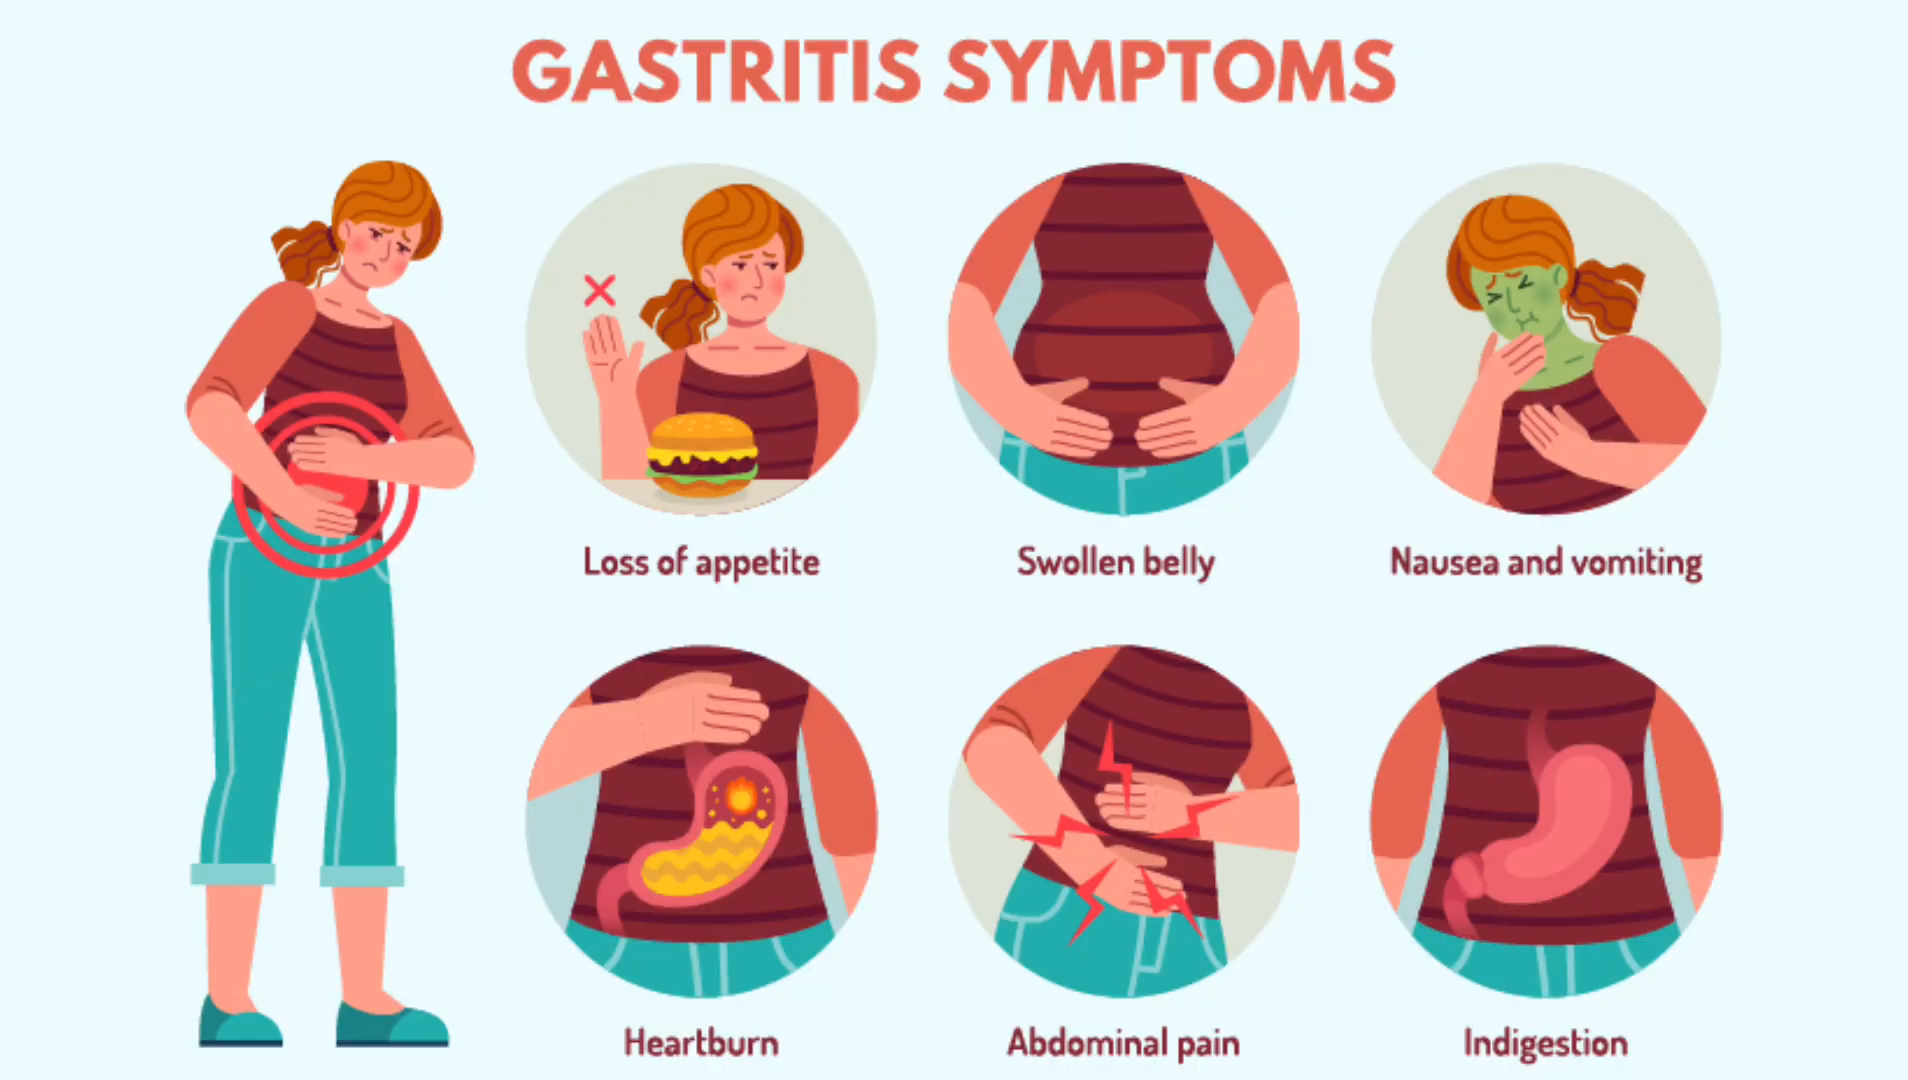 GASTRITIS SYMPTOMS
Loss of appetite
Swollen belly
Nausea and vomiting
Heartburn
Abdominal pain
Indigestion